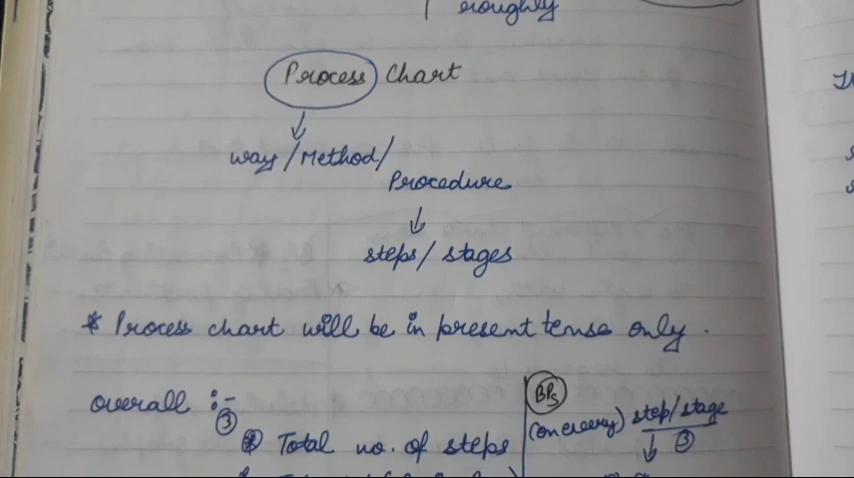 roughly
Process Chart
way/Method/
Procedure
steps/stages
* Process chart will be in present tense only.
overall :-
③
BPs
(on every) step/stage
③
* Total no. of steps